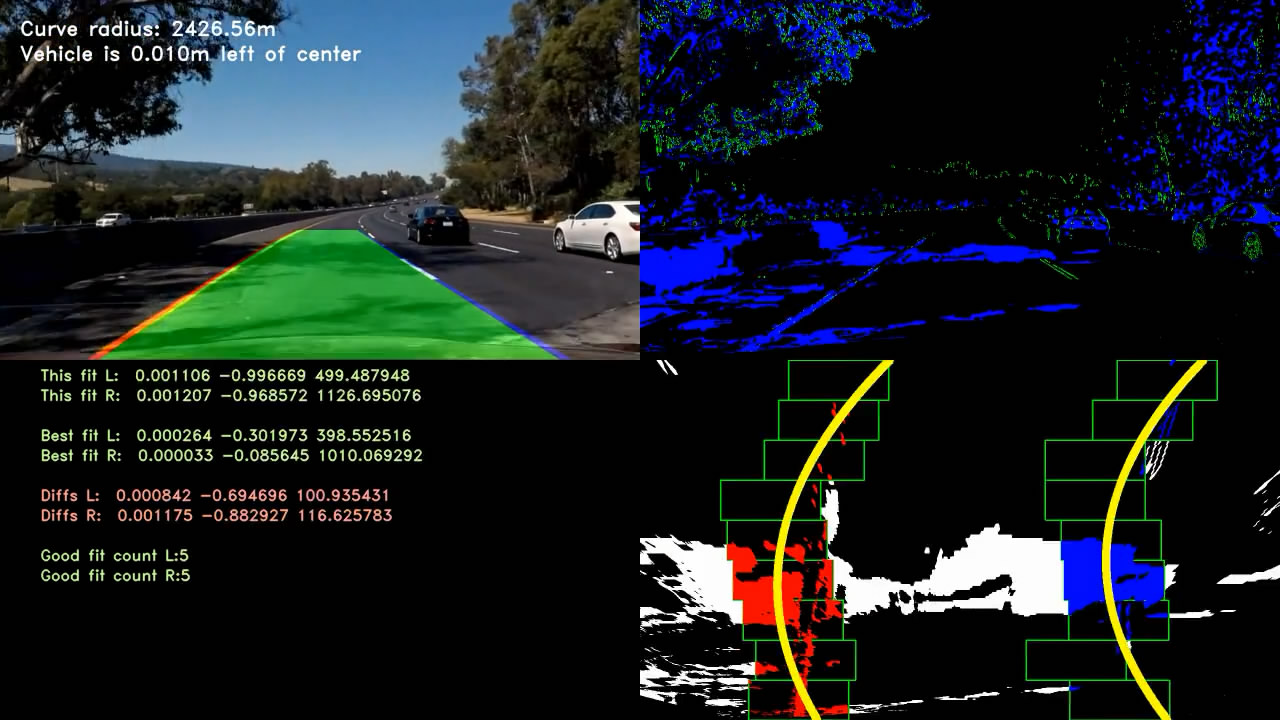 Curve radius: 2426.56m
Vehicle is 0.010m left of center
This fit L: 0.001106 -0.996669 499.487948
This fit R: 0.001207 -0.968572 1126.695076
Best fit L: 0.000264 -0.301973 398.552516
Best fit R: 0.000033 -0.085645 1010.069292
Diffs L: 0.000842 -0.694696 100.935431
Diffs R: 0.001175 -0.882927 116.625783
Good fit count L:5
Good fit count R:5